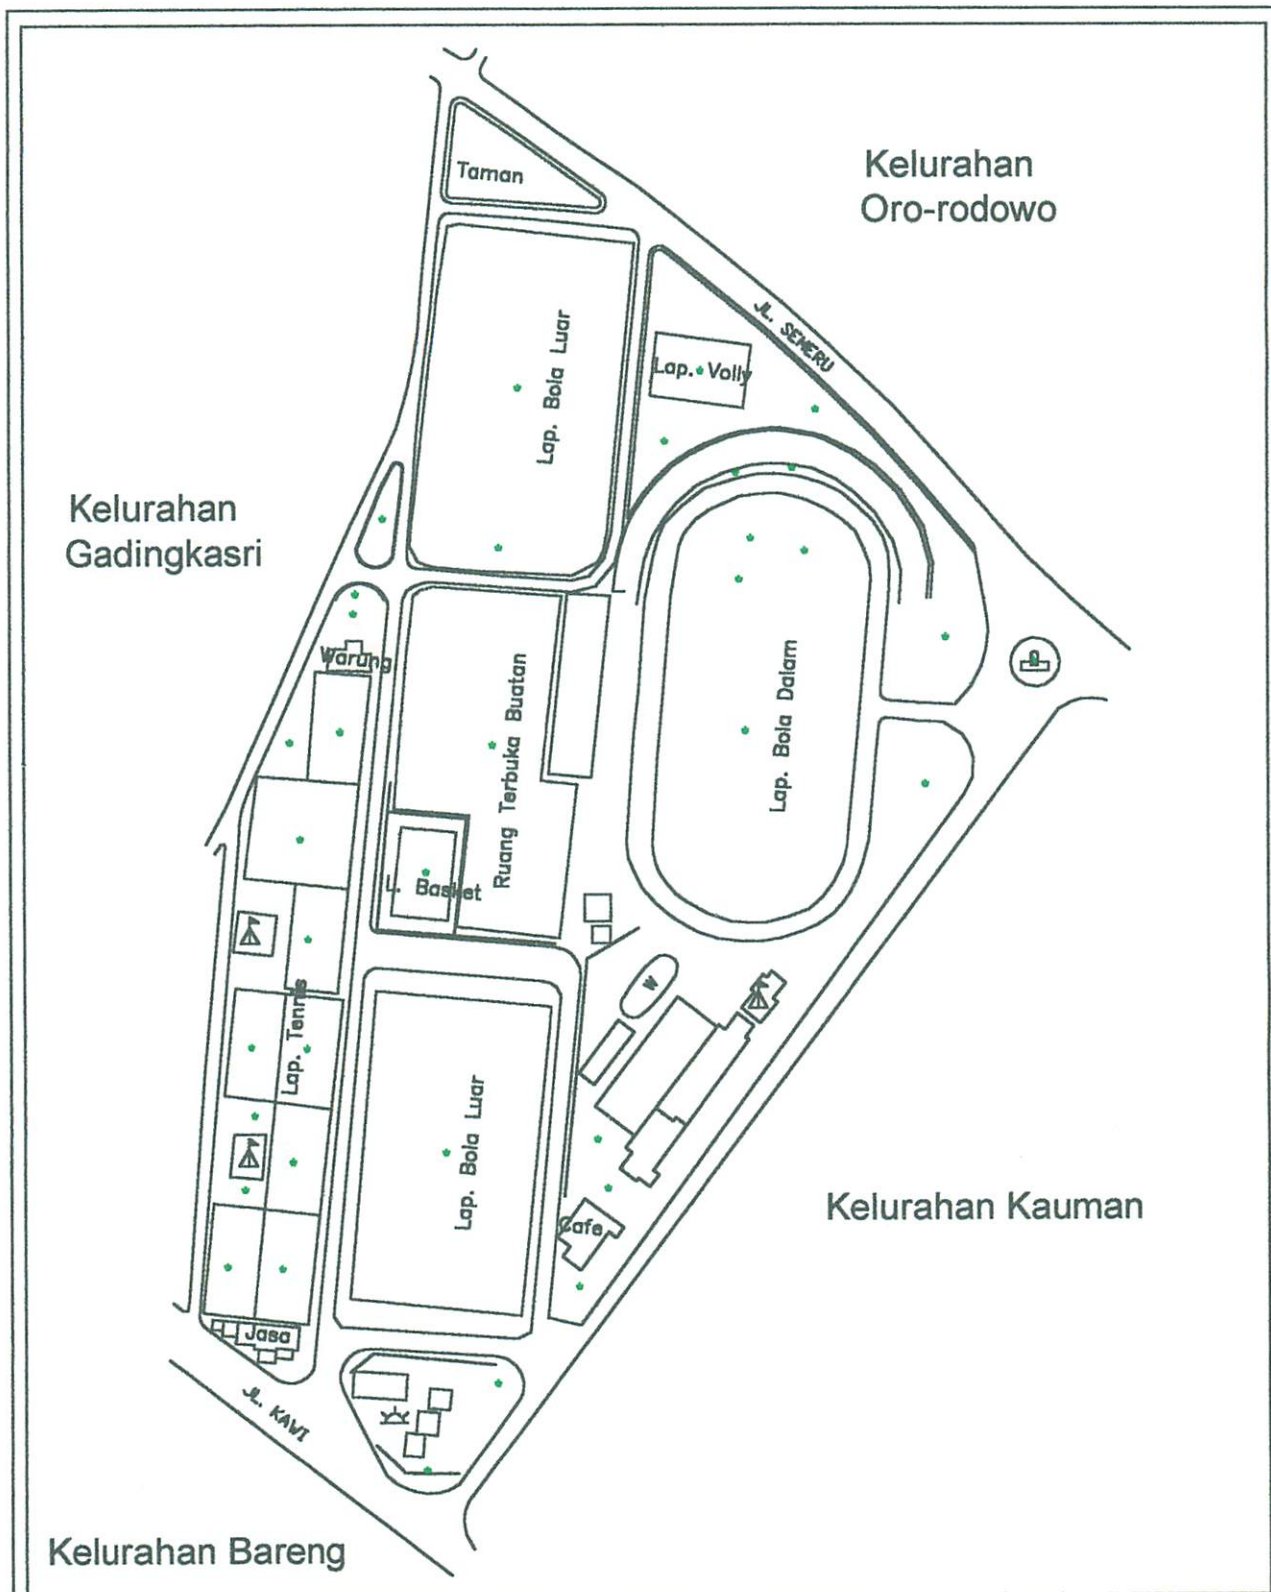 Kelurahan
Oro-rodowo
Taman
JL. SEMERU
Lap. Bola Luar
Lap. Volly
Kelurahan
Gadingkasri
Warung
Lap. Bola Dalam
Ruang Terbuka Buatan
L. Basket
W
Lap. Tennis
Lap. Bola Luar
Kelurahan Kauman
Cafe
Jasa
JL. KAWI
Kelurahan Bareng